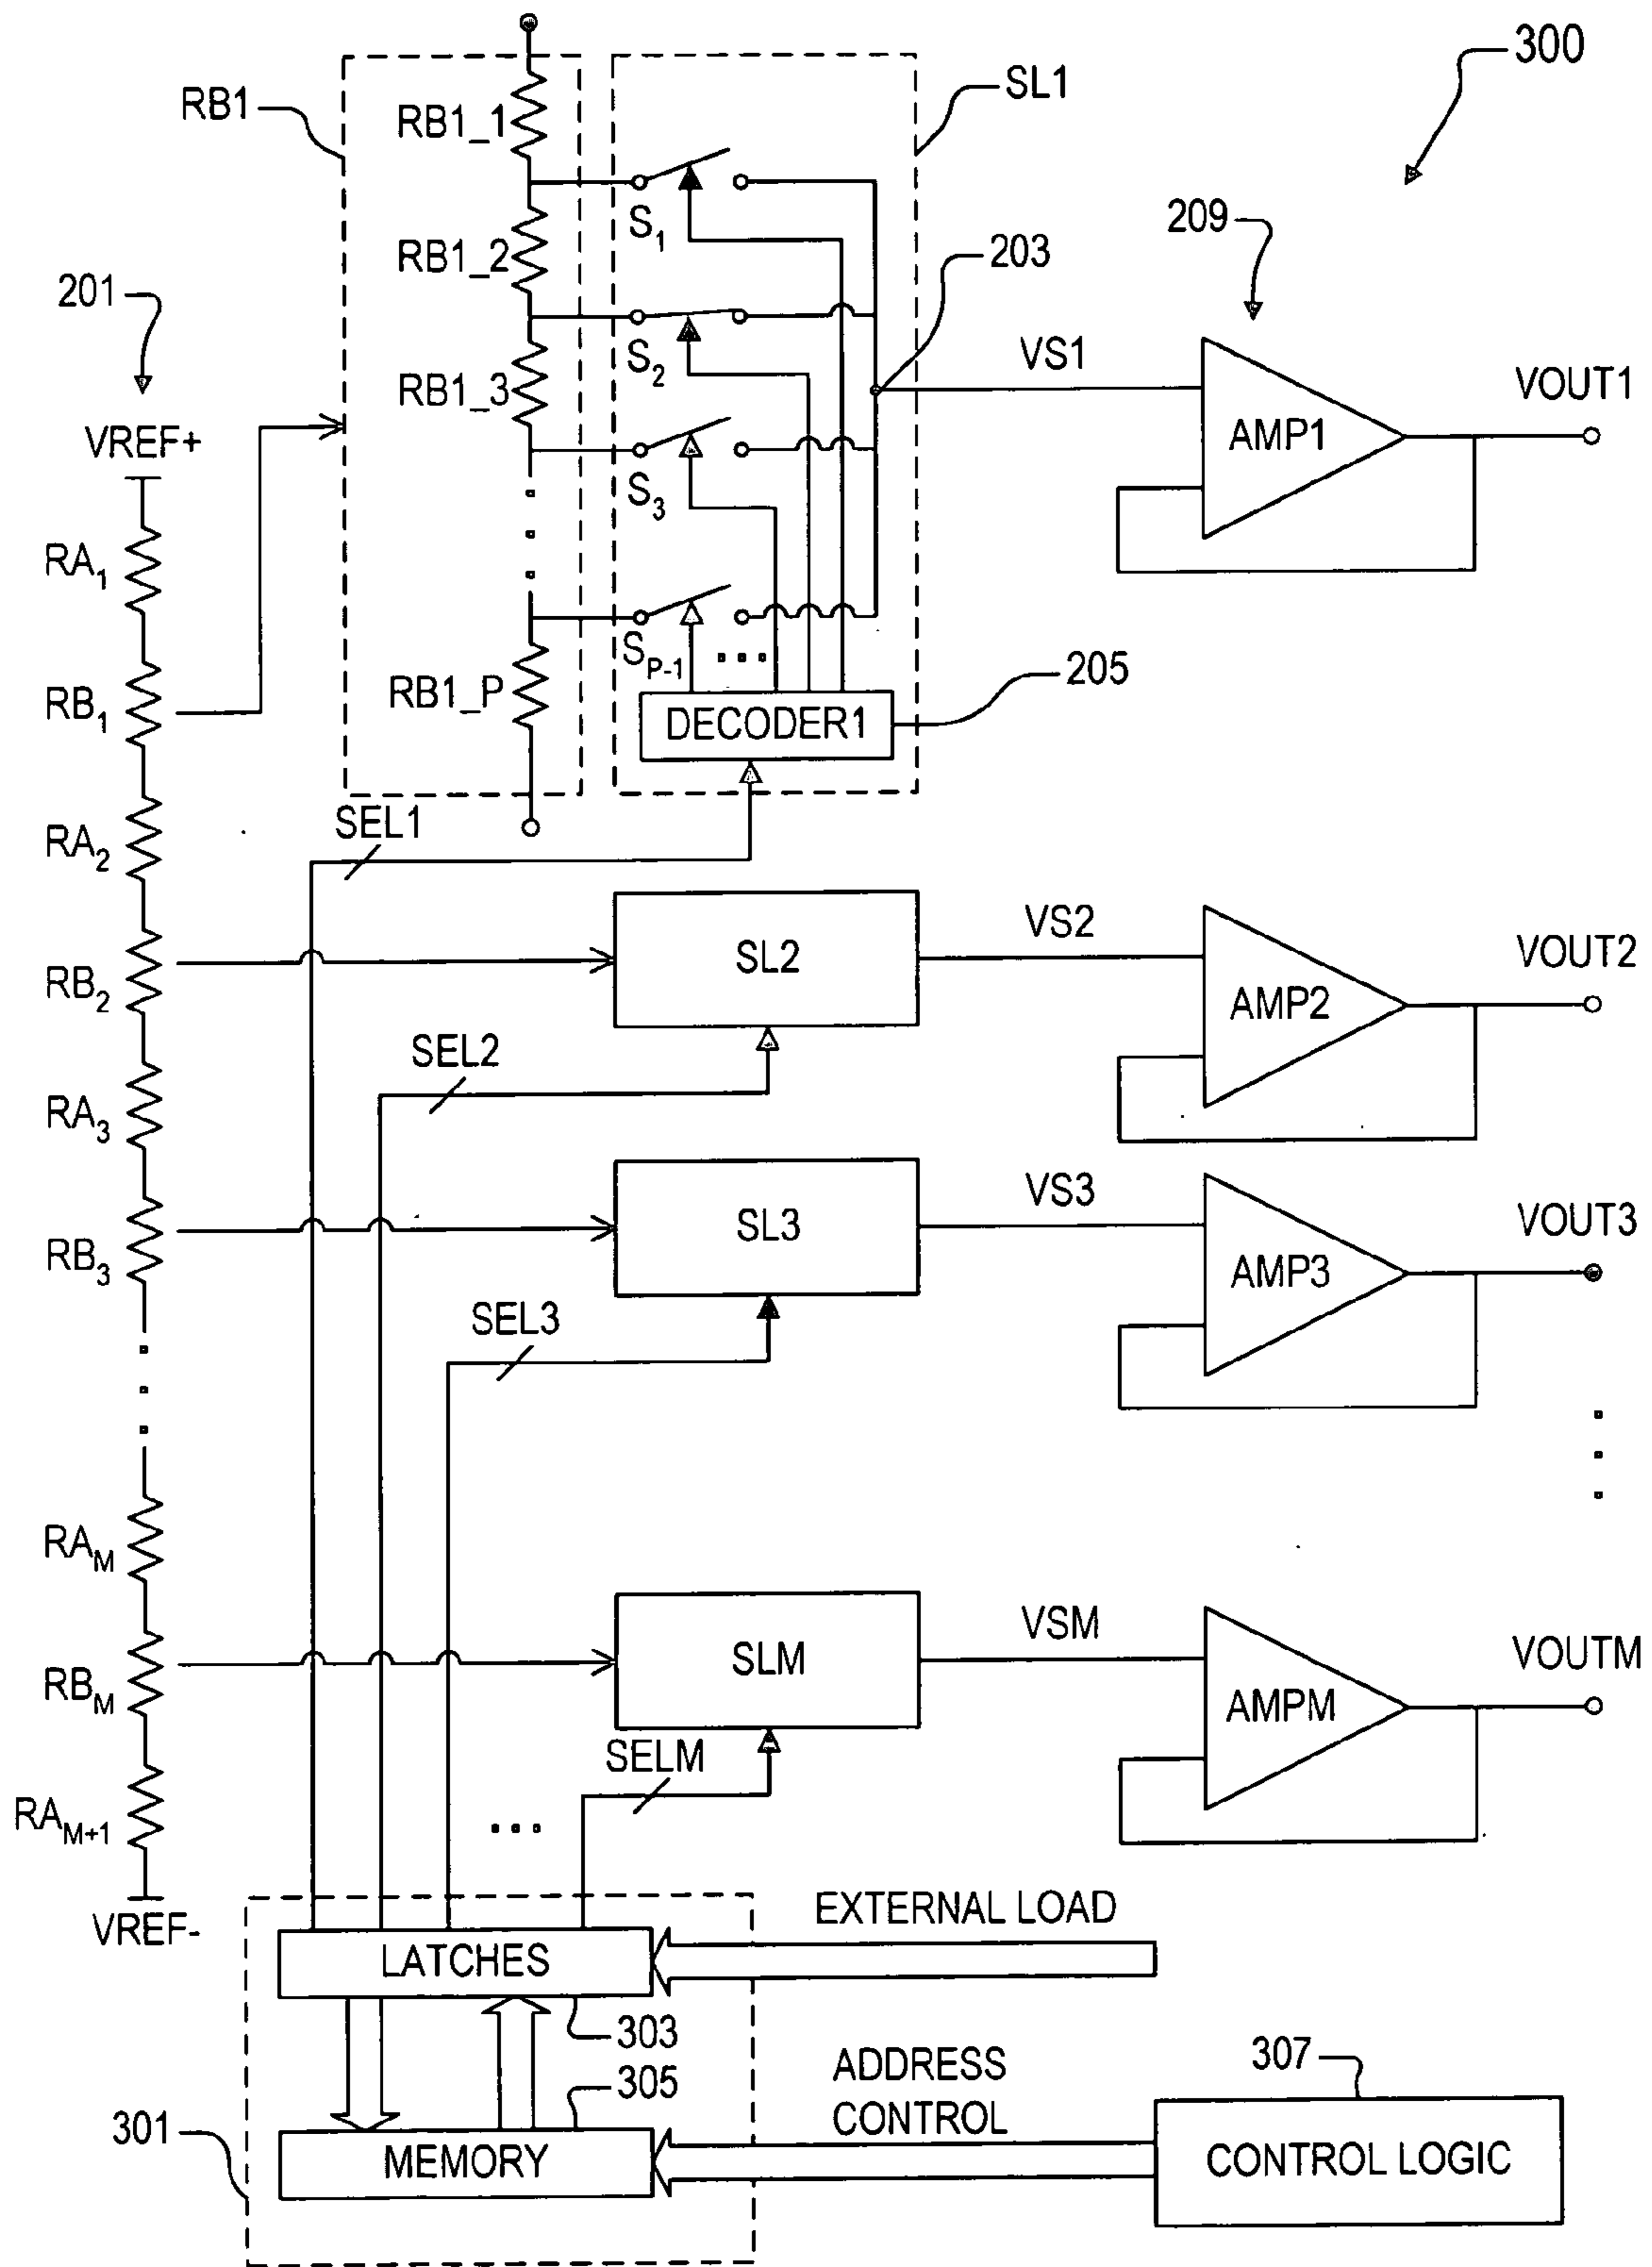 300
RB1
SL1
RB1_1
S1
209
RB1_2
203
201
S2
VS1
VOUT1
RB1_3
VREF+
AMP1
S3
RA1
SP-1
...
205
RB1
RB1_P
DECODER1
SEL1
RA2
VS2
VOUT2
SL2
RB2
AMP2
SEL2
RA3
VS3
VOUT3
SL3
RB3
AMP3
SEL3
RAM
VSM
VOUTM
SLM
RBM
AMPM
SELM
RAM+1
...
EXTERNAL LOAD
VREF-
LATCHES
303
307
305
ADDRESS
CONTROL
301
MEMORY
CONTROL LOGIC